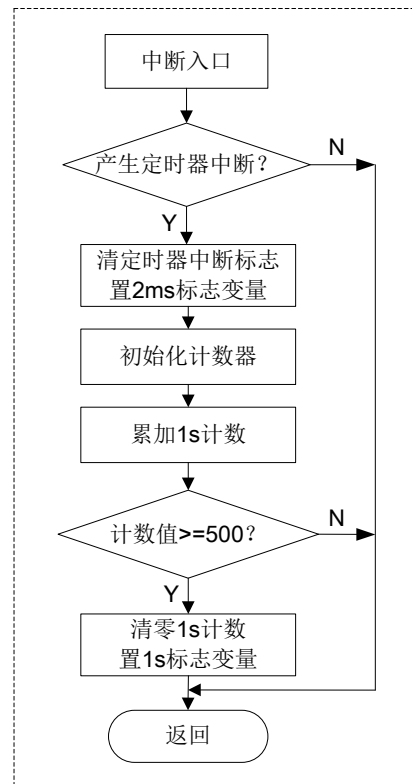 中断入口
产生定时器中断?
N
Y
清定时器中断标志
置2ms标志变量
初始化计数器
累加1s计数
计数值>=500?
N
Y
清零1s计数
置1s标志变量
返回